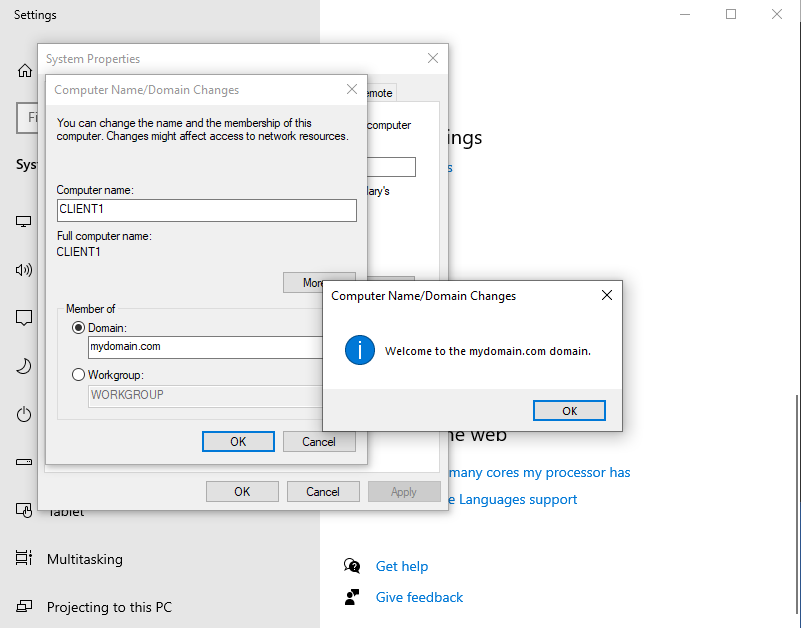 Settings
System Properties
Computer Name/Domain Changes
You can change the name and the membership of this
computer. Changes might affect access to network resources.
Computer name:
CLIENT1
Full computer name:
CLIENT1
More
Member of
Domain:
mydomain.com
Workgroup:
WORKGROUP
OK
Cancel
emote
computer
lary's
OK
Cancel
Apply
Computer Name/Domain Changes
Welcome to the mydomain.com domain.
OK
Fi
Sys
Tablet
Multitasking
Projecting to this PC
ings
s
he web
many cores my processor has
e Languages support
Get help
Give feedback